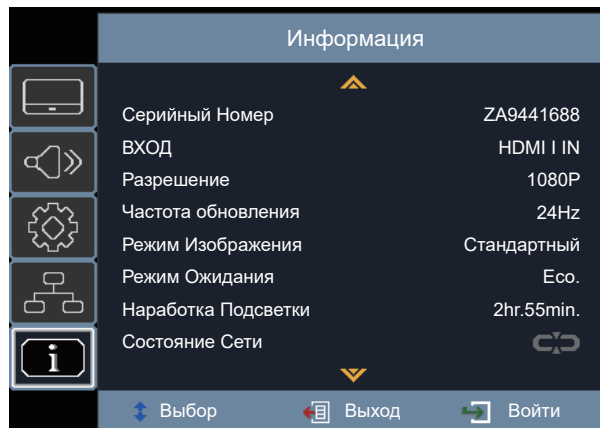 Информация
Серийный Номер ZA9441688
ВХОД HDMI I IN
Разрешение 1080P
Частота обновления 24Hz
Режим Изображения Стандартный
Режим Ожидания Eco.
Наработка Подсветки 2hr.55min.
Состояние Сети
Выбор Выход Войти